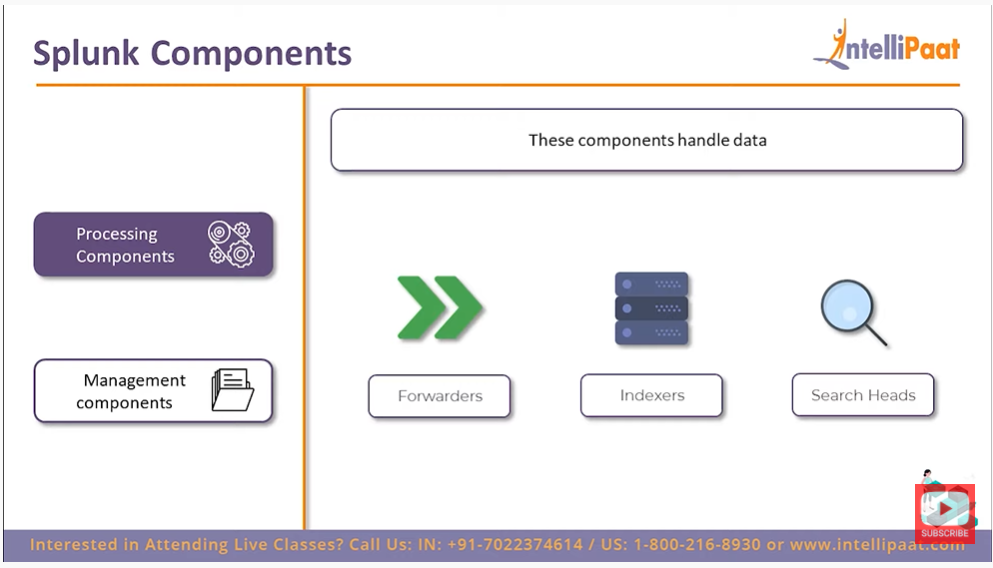 Splunk Components
IntelliPaat
These components handle data
Processing
Components
Management
components
Forwarders
Indexers
Search Heads
SUBSCRIBE
Interested in Attending Live Classes? Call Us: IN: +91-7022374614 / US: 1-800-216-8930 or www.intellipaat.com